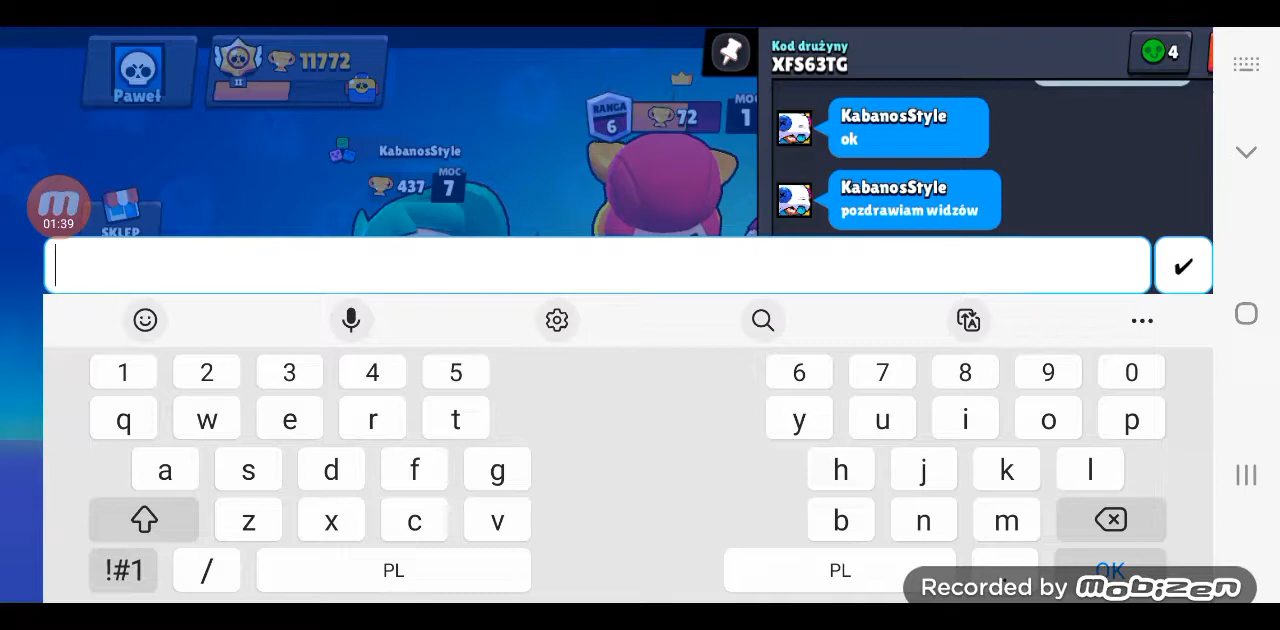 Paweł
II
11772
KabanosStyle
437
MOC
7
RANGA
6
72
MO
1
Kod drużyny
XFS63TG
4
KabanosStyle
ok
KabanosStyle
pozdrawiam widzów
01:39
SKLEP
✔
1 2 3 4 5 6 7 8 9 0
q w e r t y u i o p
a s d f g h j k l
z x c v b n m
!#1 / PL PL . OK
Recorded by mobizen